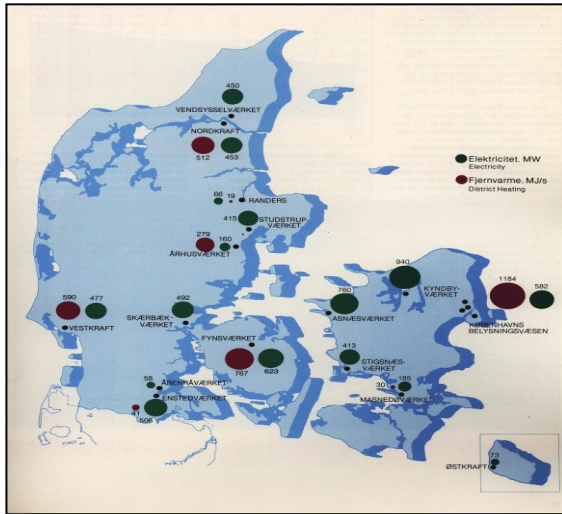 450
VENDSYSSELVÆRKET
NORDKRAFT
512
453
Elektricitet. MW
Electricity
Fjernvarme. MJ/s
District Heating
66
19
RANDERS
415
STUDSTRUP-
VÆRKET
279
160
ÅRHUSVÆRKET
940
KYNDBY-
VÆRKET
1184
582
590
477
VESTKRAFT
492
SKÆRBÆK-
VÆRKET
760
ASNÆSVÆRKET
KØBENHAVNS
BELYSNINGSVÆSEN
FYNSVÆRKET
767
623
413
STIGSNÆS-
VÆRKET
58
ÅBENRÅVÆRKET
ENSTEDVÆRKET
41
506
30
185
MASNEDØVÆRKET
73
ØSTKRAFT